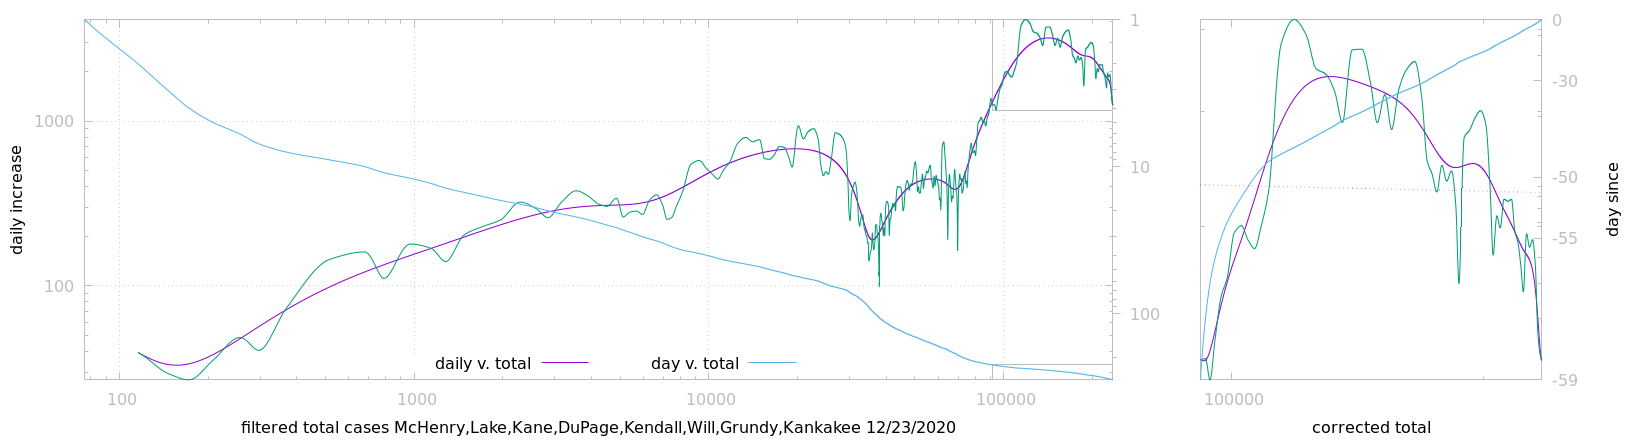 daily increase
1000
100
daily v. total
day v. total
100
1000
10000
100000
filtered total cases McHenry,Lake,Kane,DuPage,Kendall,Will,Grundy,Kankakee 12/23/2020
1
10
100
100000
corrected total
0
-30
-50
-55
-59
day since